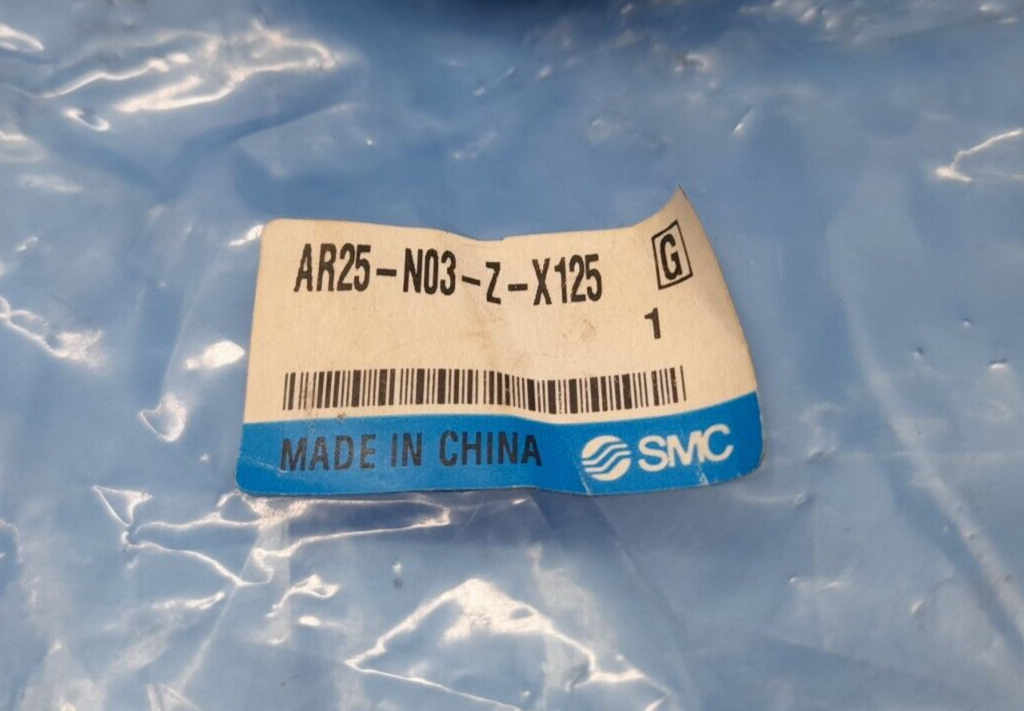 AR25-N03-Z-X125
G
1
MADE IN CHINA SMC